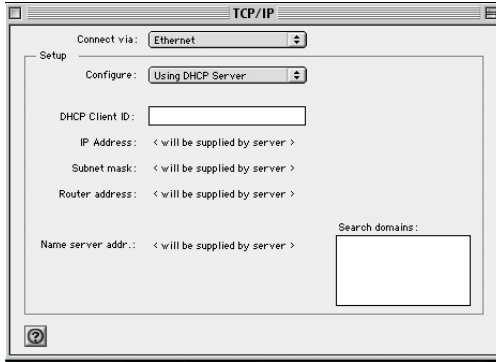 TCP/IP
Connect via: Ethernet
Setup
Configure: Using DHCP Server
DHCP Client ID:
IP Address: < will be supplied by server >
Subnet mask: < will be supplied by server >
Router address: < will be supplied by server >
Search domains:
Name server addr.: < will be supplied by server >
?